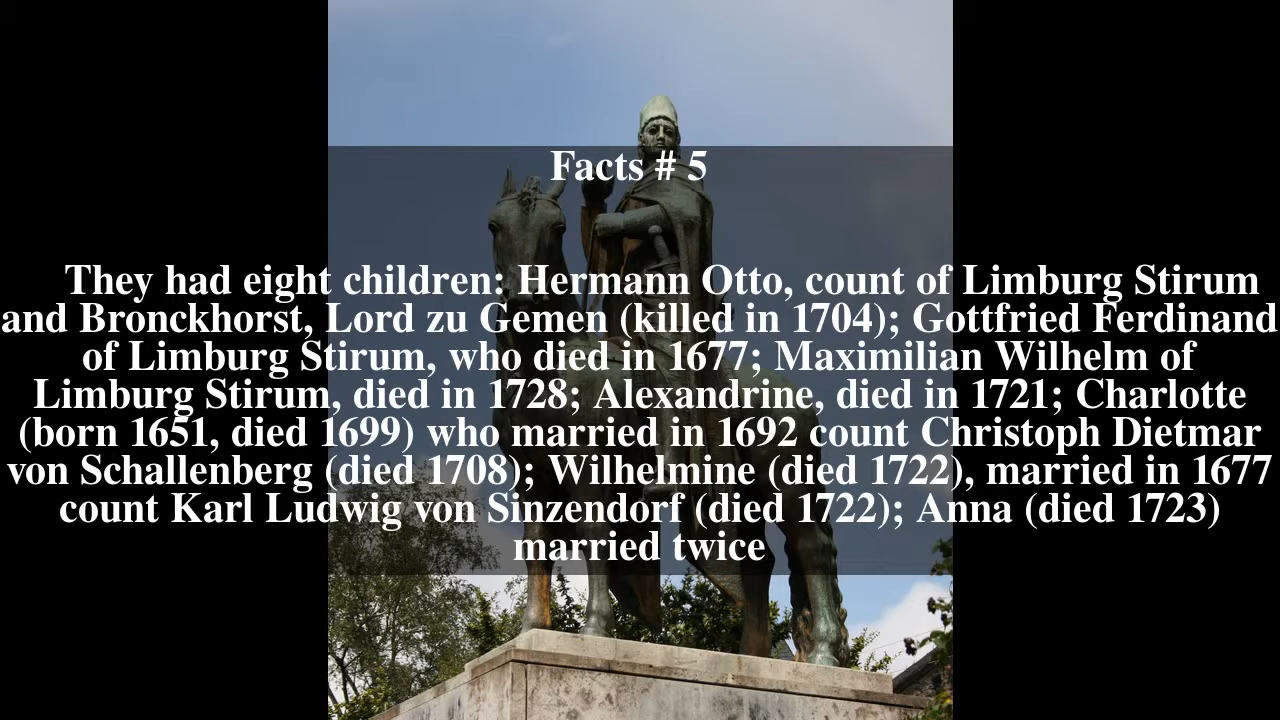 Facts # 5
They had eight children: Hermann Otto, count of Limburg Stirum
and Bronckhorst, Lord zu Gemen (killed in 1704); Gottfried Ferdinand
of Limburg Stirum, who died in 1677; Maximilian Wilhelm of
Limburg Stirum, died in 1728; Alexandrine, died in 1721; Charlotte
(born 1651, died 1699) who married in 1692 count Christoph Dietmar
von Schallenberg (died 1708); Wilhelmine (died 1722), married in 1677
count Karl Ludwig von Sinzendorf (died 1722); Anna (died 1723)
married twice